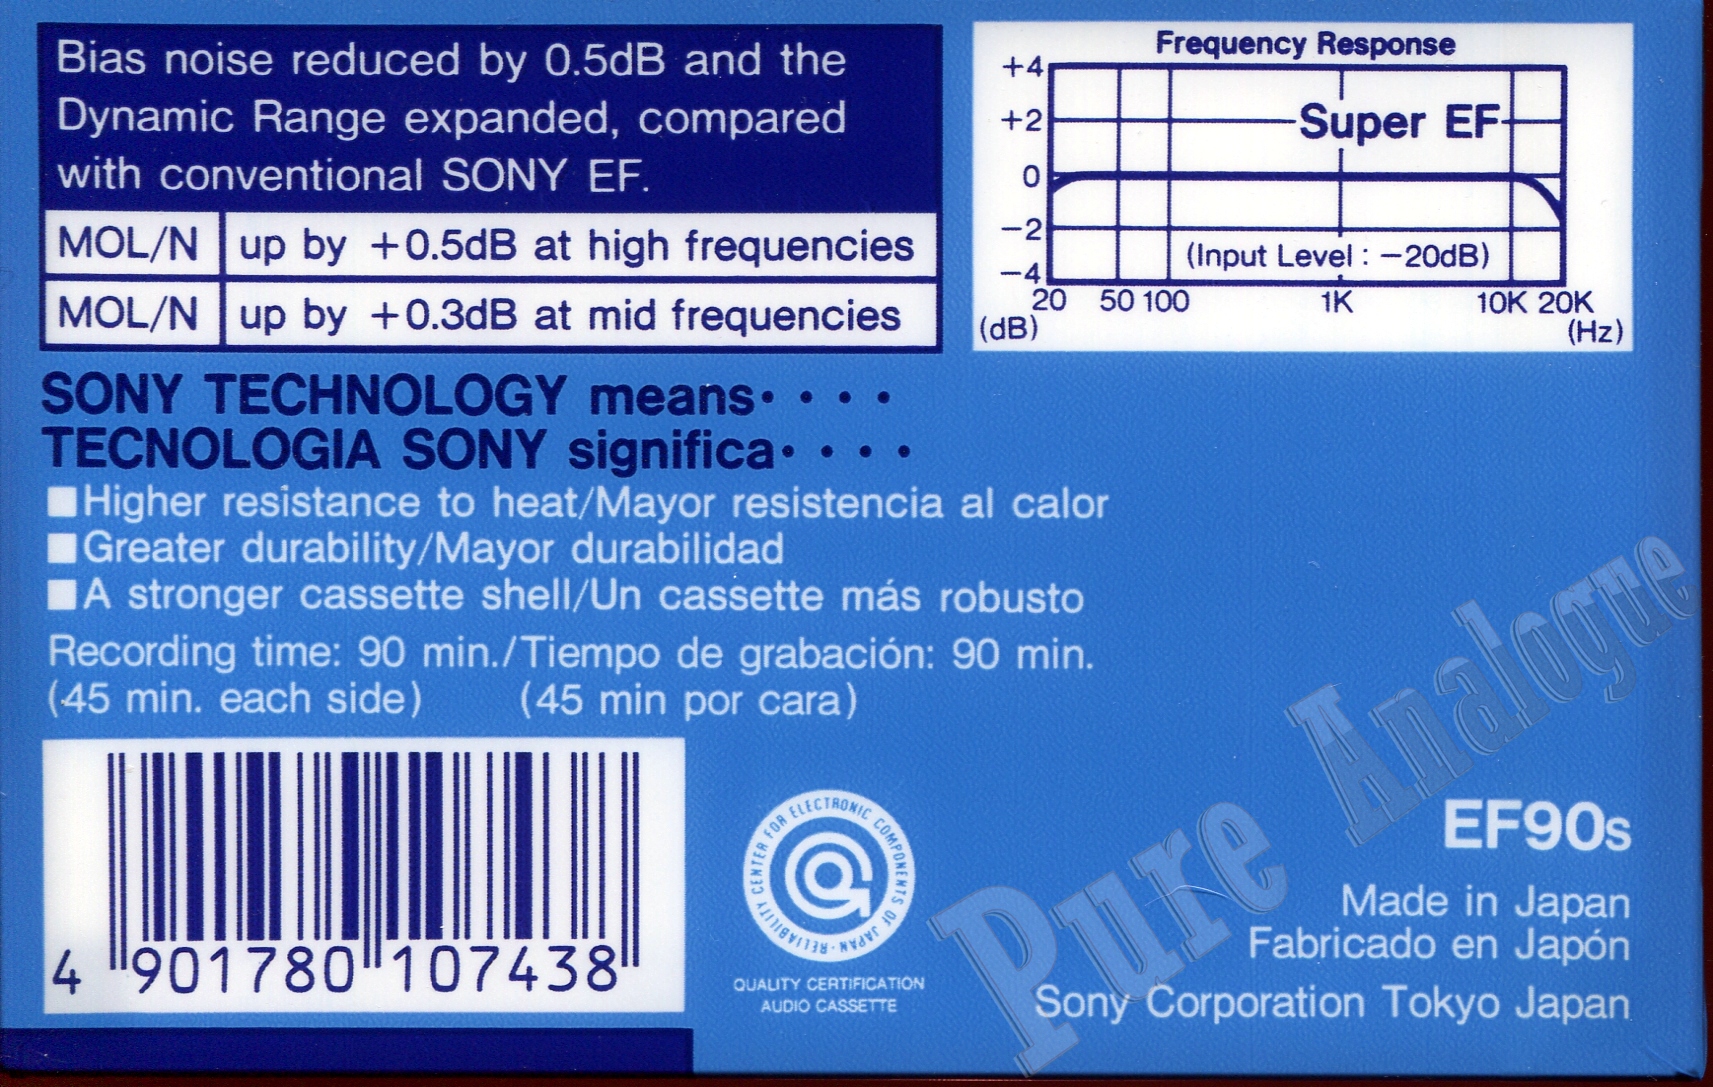 Bias noise reduced by 0.5dB and the
Dynamic Range expanded, compared
with conventional SONY EF.
MOL/N up by +0.5dB at high frequencies
MOL/N up by +0.3dB at mid frequencies
Frequency Response
+4
+2
Super EF
0
−2
(Input Level : −20dB)
−4
20 50 100 1K 10K 20K
(dB) (Hz)
SONY TECHNOLOGY means····
TECNOLOGIA SONY significa····
■Higher resistance to heat/Mayor resistencia al calor
■Greater durability/Mayor durabilidad
■A stronger cassette shell/Un cassette más robusto
Recording time: 90 min./Tiempo de grabación: 90 min.
(45 min. each side) (45 min por cara)
4 901780 107438
RELIABILITY CENTER FOR ELECTRONIC COMPONENTS OF JAPAN
QUALITY CERTIFICATION
AUDIO CASSETTE
EF90s
Made in Japan
Fabricado en Japón
Sony Corporation Tokyo Japan
Pure Analogue